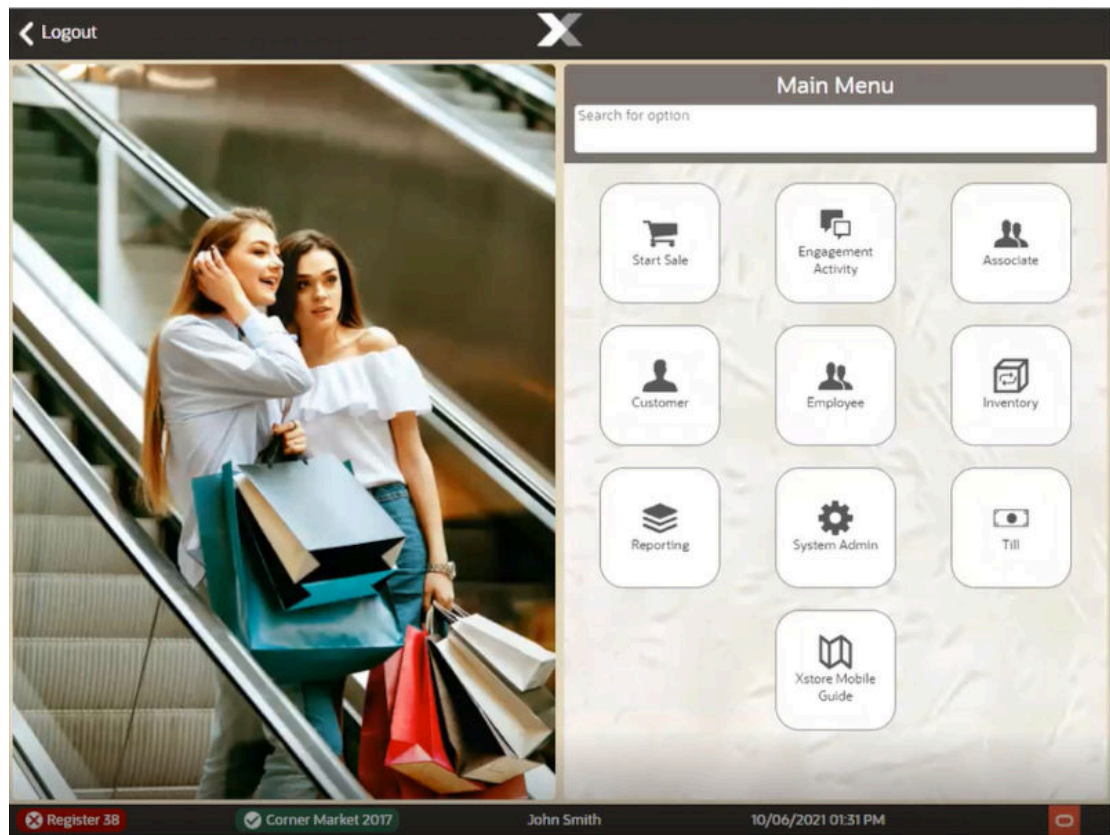 Logout
Main Menu
Search for option
Start Sale
Engagement
Activity
Associate
Customer
Employee
Inventory
Reporting
System Admin
Till
Xstore Mobile
Guide
Register 38
Corner Market 2017
John Smith
10/06/2021 01:31 PM